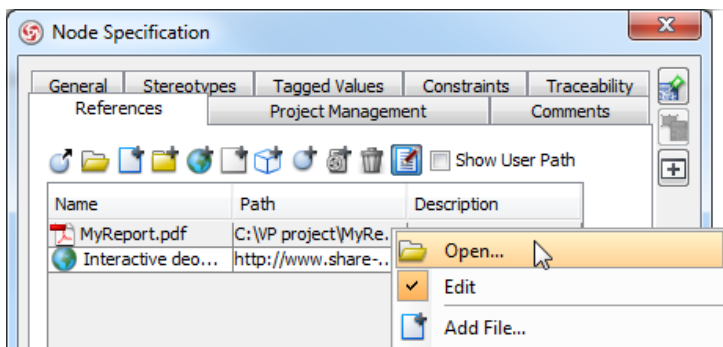 Node Specification
General Stereotypes Tagged Values Constraints Traceability
References Project Management Comments
Show User Path
Name Path Description
MyReport.pdf C:\VP project\MyRe.
Interactive deo... http://www.share-..
Open...
Edit
Add File...